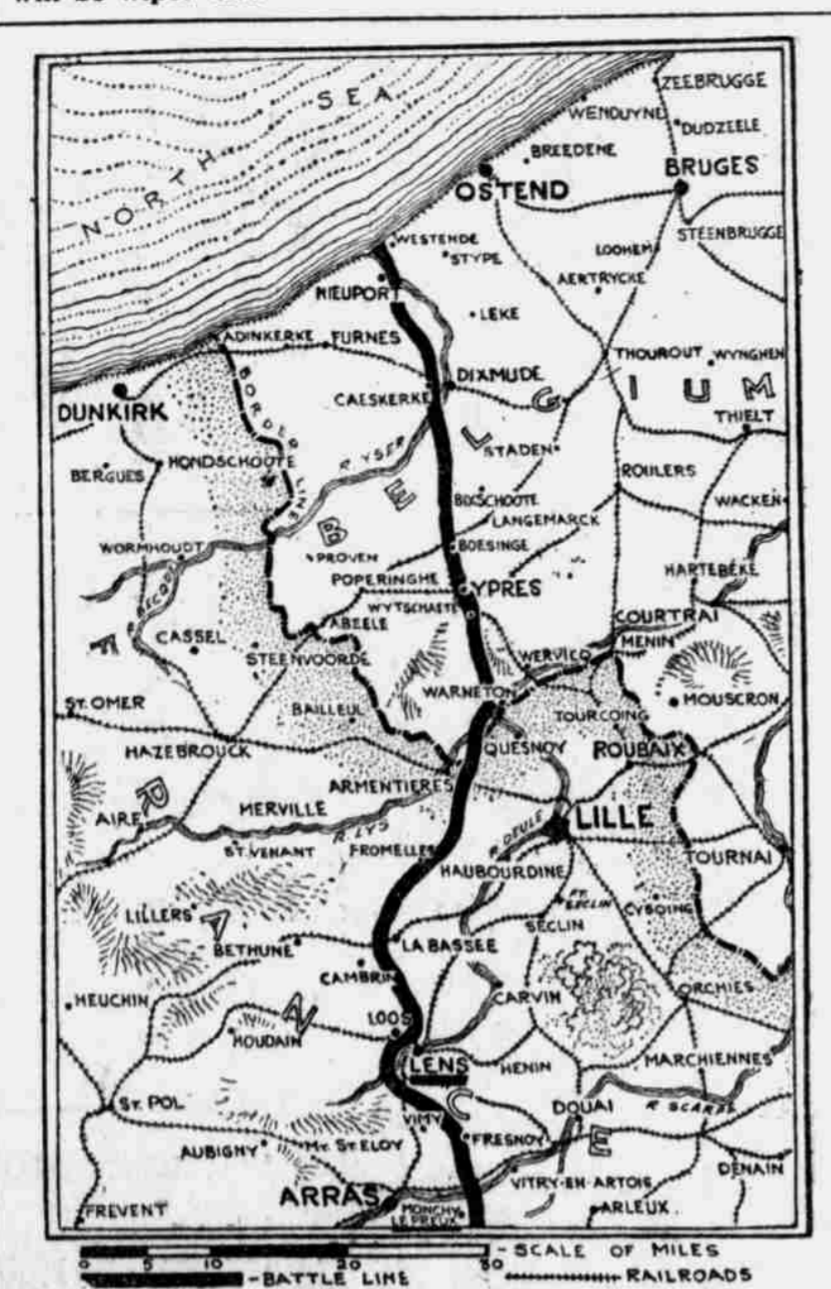 ZEEBRUGGE
SEA
WENDUYNE
DUDZEELE
BREEDENE
BRUGES
OSTEND
NORTH
STEENBRUGGE
WESTENDE
LOOHEM
STYPE
AERTRYCKE
NIEUPORT
LEKE
ADINKERKE
FURNES
THOUROUT
WYNGHEN
DIXMUDE
BELGIUM
DUNKIRK
CAESKERKE
THIELT
BORDER LINE
R. YSER
STADEN
BERGUES
HONDSCHOOTE
ROULERS
BIXSCHOOTE
WACKEN
LANGEMARCK
WORMHOUDT
BOESINGE
PROVEN
POPERINGHE
HARTEBEKE
YPRES
WYTSCHAETE
COURTRAI
ABEELE
MENIN
CASSEL
WERVICQ
STEENVOORDE
WARNETON
MOUSCRON
ST. OMER
BAILLEUL
TOURCOING
HAZEBROUCK
QUESNOY
ROUBAIX
ARMENTIERES
MERVILLE
AIRE
R. LYS
LILLE
R. DEULE
ST. VENANT
FROMELLES
TOURNAI
HAUBOURDINE
FT. SECLIN
CYSOING
LILLERS
SECLIN
BETHUNE
LA BASSEE
CAMBRIN
HEUCHIN
CARVIN
ORCHIES
LOOS
HOUDAIN
LENS
HENIN
MARCHIENNES
FRANCE
ST. POL
DOUAI
R SCARPE
VIMY
AUBIGNY
MT. ST. ELOY
FRESNOY
VITRY-EN-ARTOIS
DENAIN
ARRAS
MONCHY
LE PREUX
ARLEUX
FREVENT
0 5 10 20 30 - SCALE OF MILES
- BATTLE LINE
RAILROADS